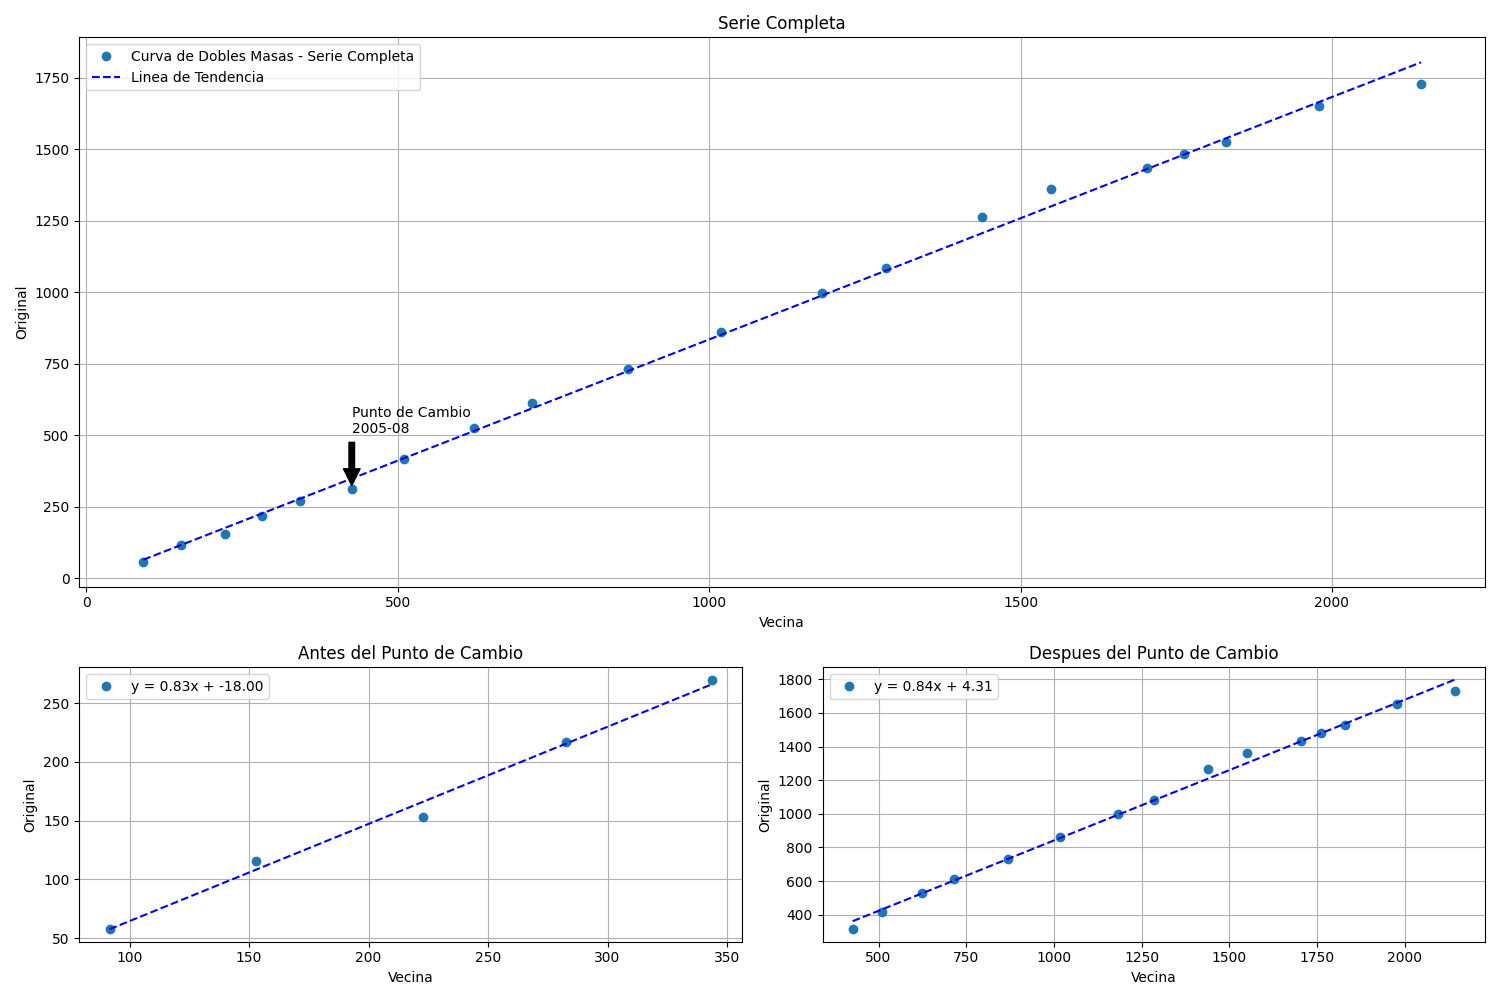 Serie Completa
Curva de Dobles Masas - Serie Completa
Linea de Tendencia
1750
1500
1250
1000
750
500
250
0
Original
Punto de Cambio
2005-08
0 500 1000 1500 2000
Vecina
Antes del Punto de Cambio
y = 0.83x + -18.00
250
200
150
100
50
Original
100 150 200 250 300 350
Vecina
Despues del Punto de Cambio
y = 0.84x + 4.31
1800
1600
1400
1200
1000
800
600
400
Original
500 750 1000 1250 1500 1750 2000
Vecina